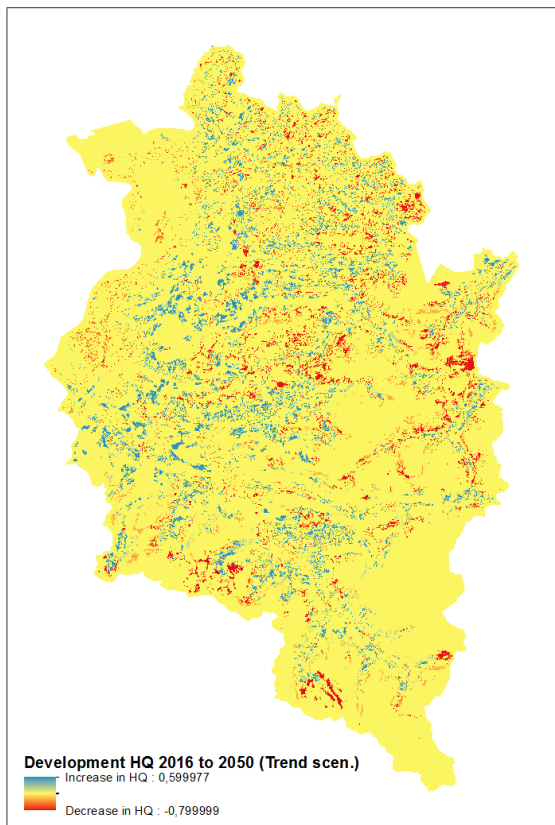 Development HQ 2016 to 2050 (Trend scen.)
Increase in HQ : 0,599977
Decrease in HQ : -0,799999